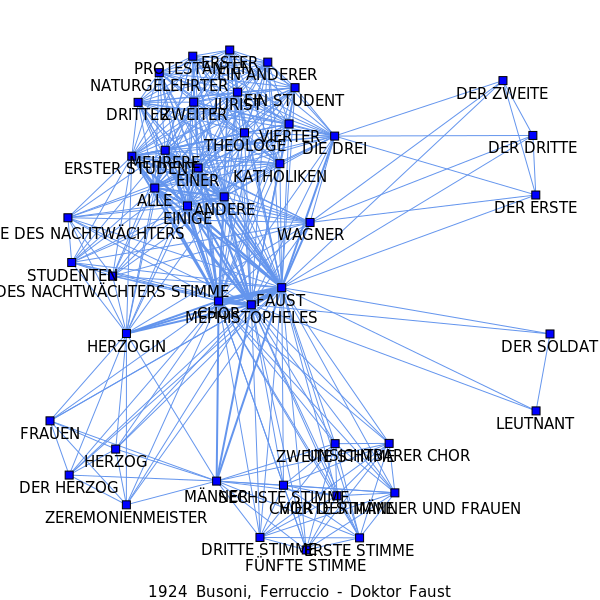 ERSTER
PROTESTANTEN
EIN ANDERER
NATURGELEHRTER
DER ZWEITE
JURIST
EIN STUDENT
DRITTER
ZWEITER
VIERTER
THEOLOGE
DIE DREI
DER DRITTE
MEHRERE
ERSTER STUDENT
KATHOLIKEN
EINER
ALLE
ANDERE
DER ERSTE
EINIGE
E DES NACHTWÄCHTERS
WAGNER
STUDENTEN
DES NACHTWÄCHTERS STIMME
FAUST
CHOR
MEPHISTOPHELES
HERZOGIN
DER SOLDAT
LEUTNANT
FRAUEN
ZWEITE STIMME
UNSICHTBARER CHOR
HERZOG
DER HERZOG
MÄNNER
SECHSTE STIMME
CHOR DER MÄNNER UND FRAUEN
VIERTE STIMME
ZEREMONIENMEISTER
DRITTE STIMME
ERSTE STIMME
FÜNFTE STIMME
1924 Busoni, Ferruccio - Doktor Faust